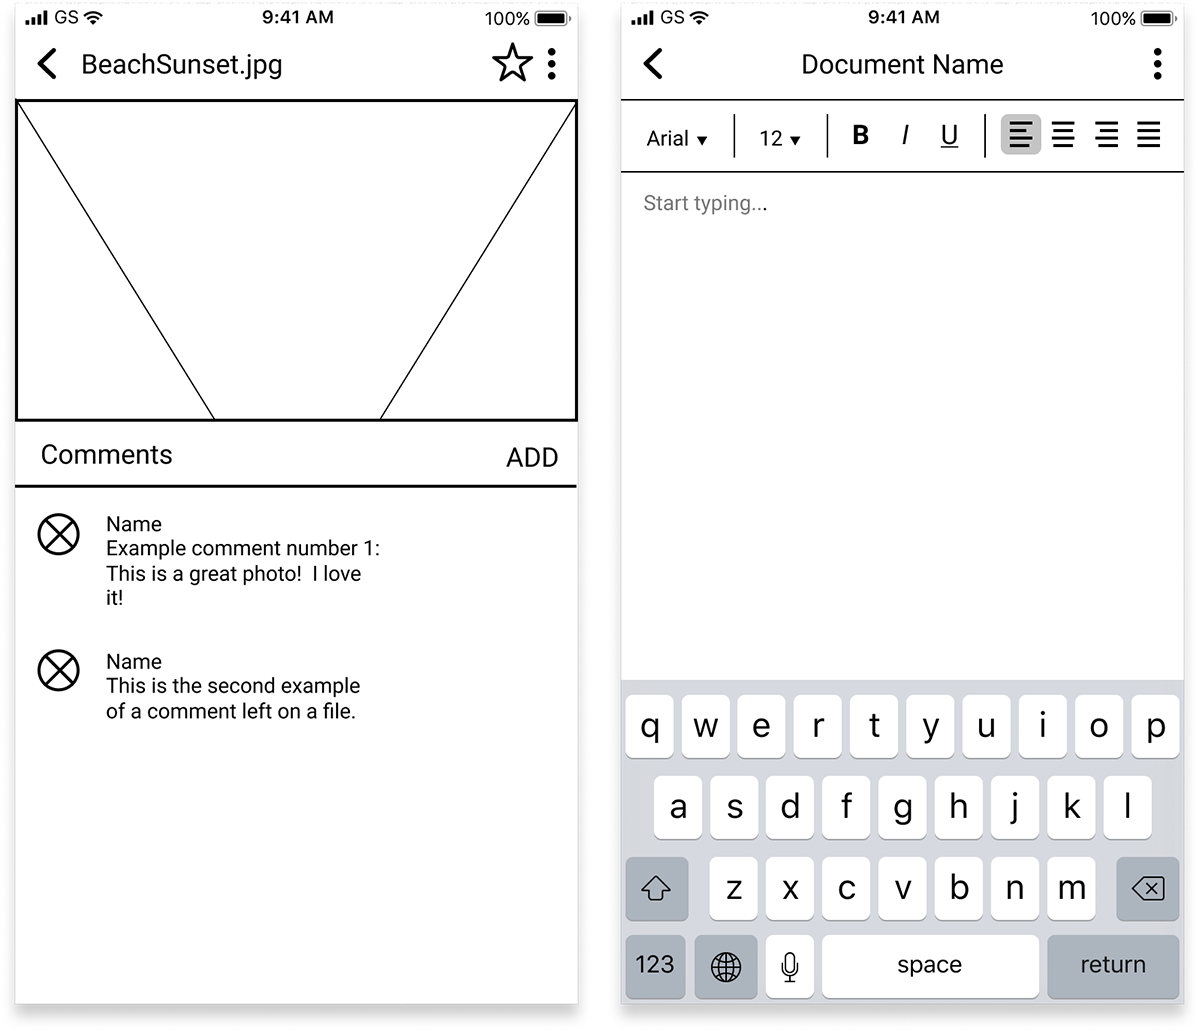 GS 9:41 AM 100%
BeachSunset.jpg
Comments ADD
Name
Example comment number 1:
This is a great photo!  I love
it!
Name
This is the second example
of a comment left on a file.
GS 9:41 AM 100%
Document Name
Arial 12 B I U
Start typing...
q w e r t y u i o p
a s d f g h j k l
z x c v b n m
123 space return